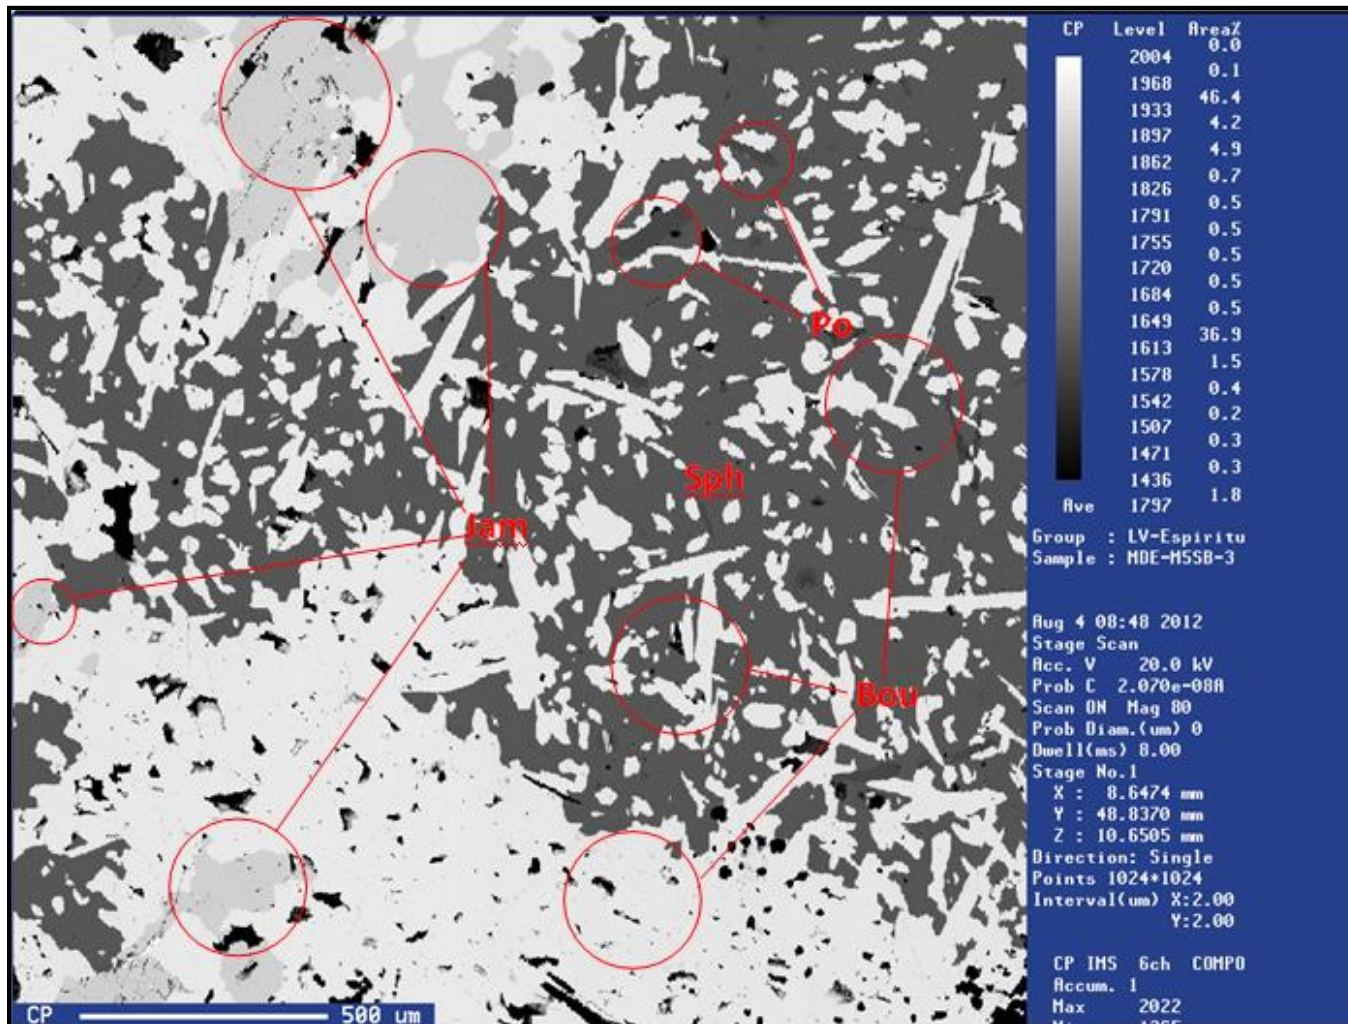 CP Level Area%
0.0
2004
0.1
1968
46.4
1933
4.2
1897
4.9
1862
0.7
1826
0.5
1791
0.5
1755
0.5
1720
0.5
1684
0.5
1649
36.9
1613
1.5
1578
0.4
1542
0.2
1507
0.3
1471
0.3
1436
1.8
Ave 1797
Group : LV-Espiritu
Sample : MDE-M5SB-3
Aug 4 08:48 2012
Stage Scan
Acc. V 20.0 kV
Prob C 2.070e-08A
Scan ON Mag 80
Prob Diam.(um) 0
Dwell(ms) 8.00
Stage No.1
X : 8.6474 mm
Y : 48.8370 mm
Z : 10.6505 mm
Direction: Single
Points 1024*1024
Interval(um) X:2.00
Y:2.00
CP IMS 6ch COMPO
Accum. 1
Max 2022
Po
Sph
Jam
Bou
CP 500 um